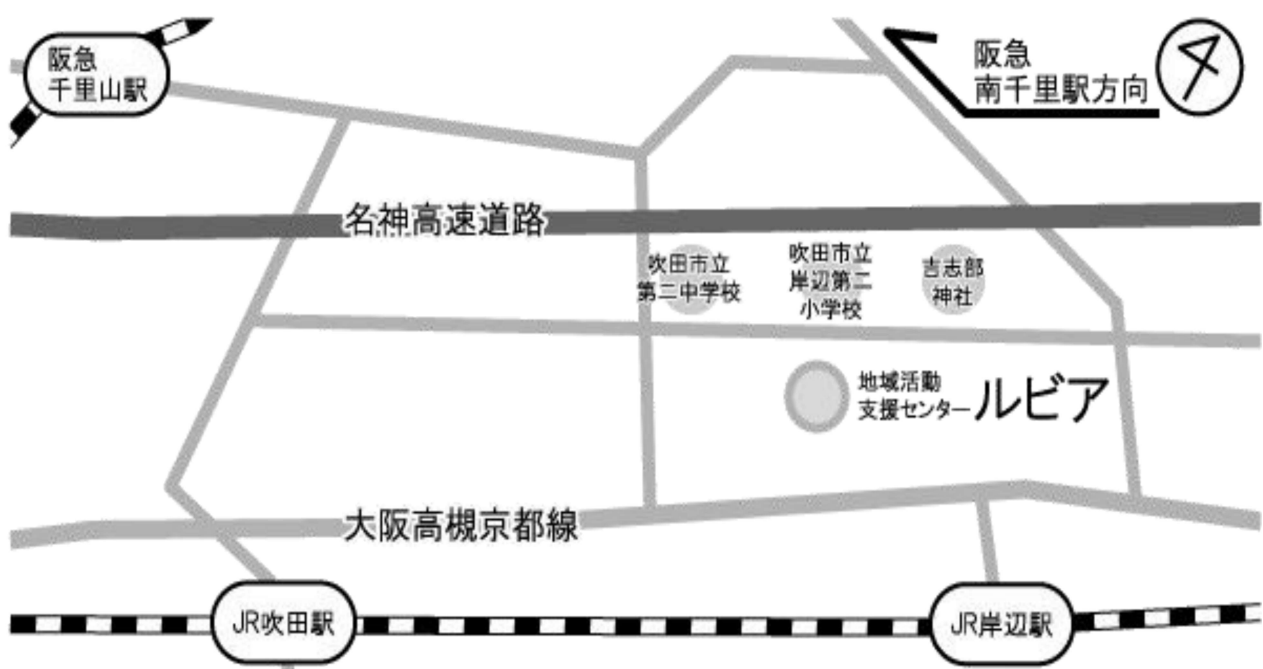 阪急
千里山駅
阪急
南千里駅方向
名神高速道路
吹田市立
第二中学校
吹田市立
岸辺第二
小学校
吉志部
神社
地域活動
支援センター
ルビア
大阪高槻京都線
JR吹田駅
JR岸辺駅